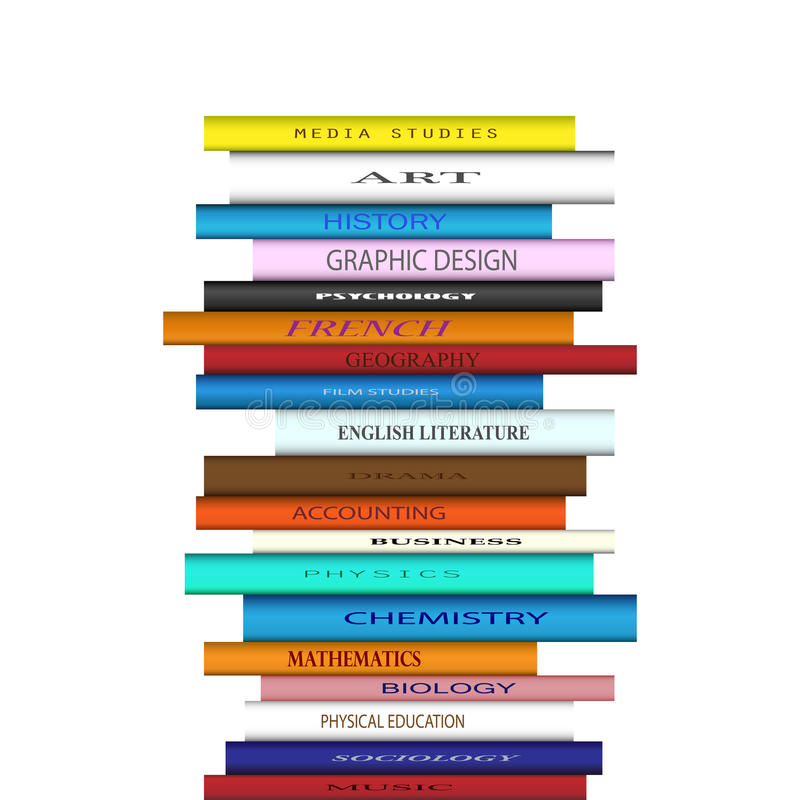 MEDIA STUDIES
ART
HISTORY
GRAPHIC DESIGN
PSYCHOLOGY
FRENCH
GEOGRAPHY
FILM STUDIES
dreamstime
ENGLISH LITERATURE
DRAMA
ACCOUNTING
BUSINESS
PHYSICS
CHEMISTRY
MATHEMATICS
BIOLOGY
PHYSICAL EDUCATION
SOCIOLOGY
MUSIC